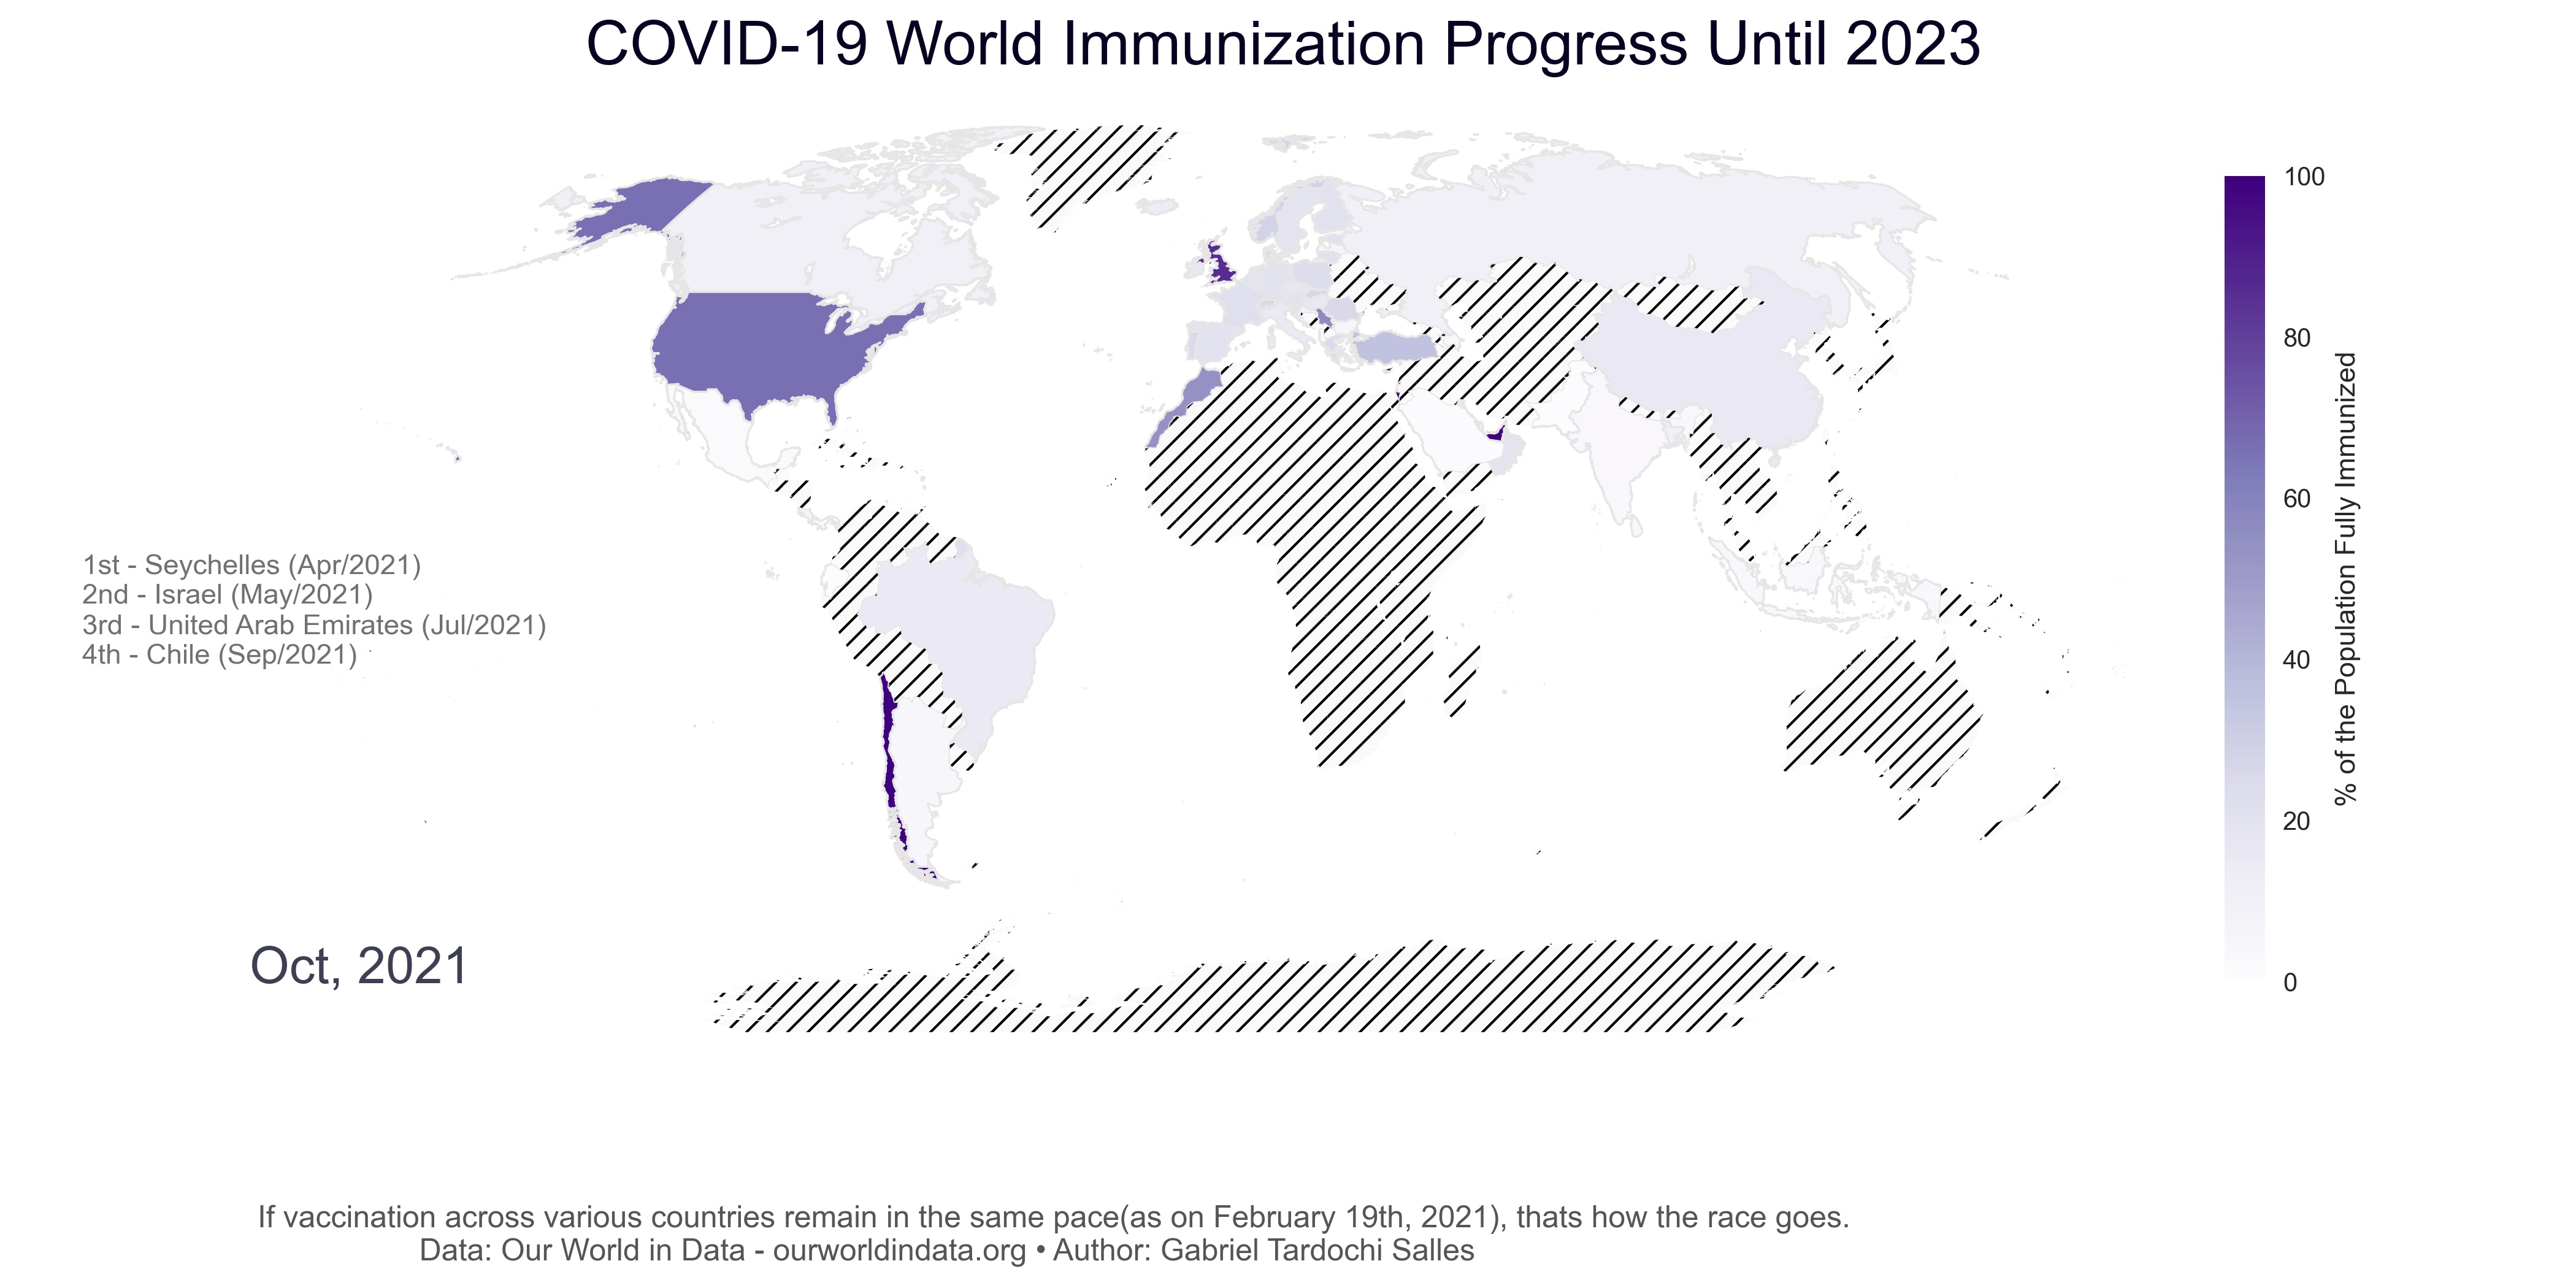 COVID-19 World Immunization Progress Until 2023
100
80
60
40
20
0
% of the Population Fully Immunized
1st - Seychelles (Apr/2021)
2nd - Israel (May/2021)
3rd - United Arab Emirates (Jul/2021)
4th - Chile (Sep/2021)
Oct, 2021
If vaccination across various countries remain in the same pace(as on February 19th, 2021), thats how the race goes.
Data: Our World in Data - ourworldindata.org • Author: Gabriel Tardochi Salles